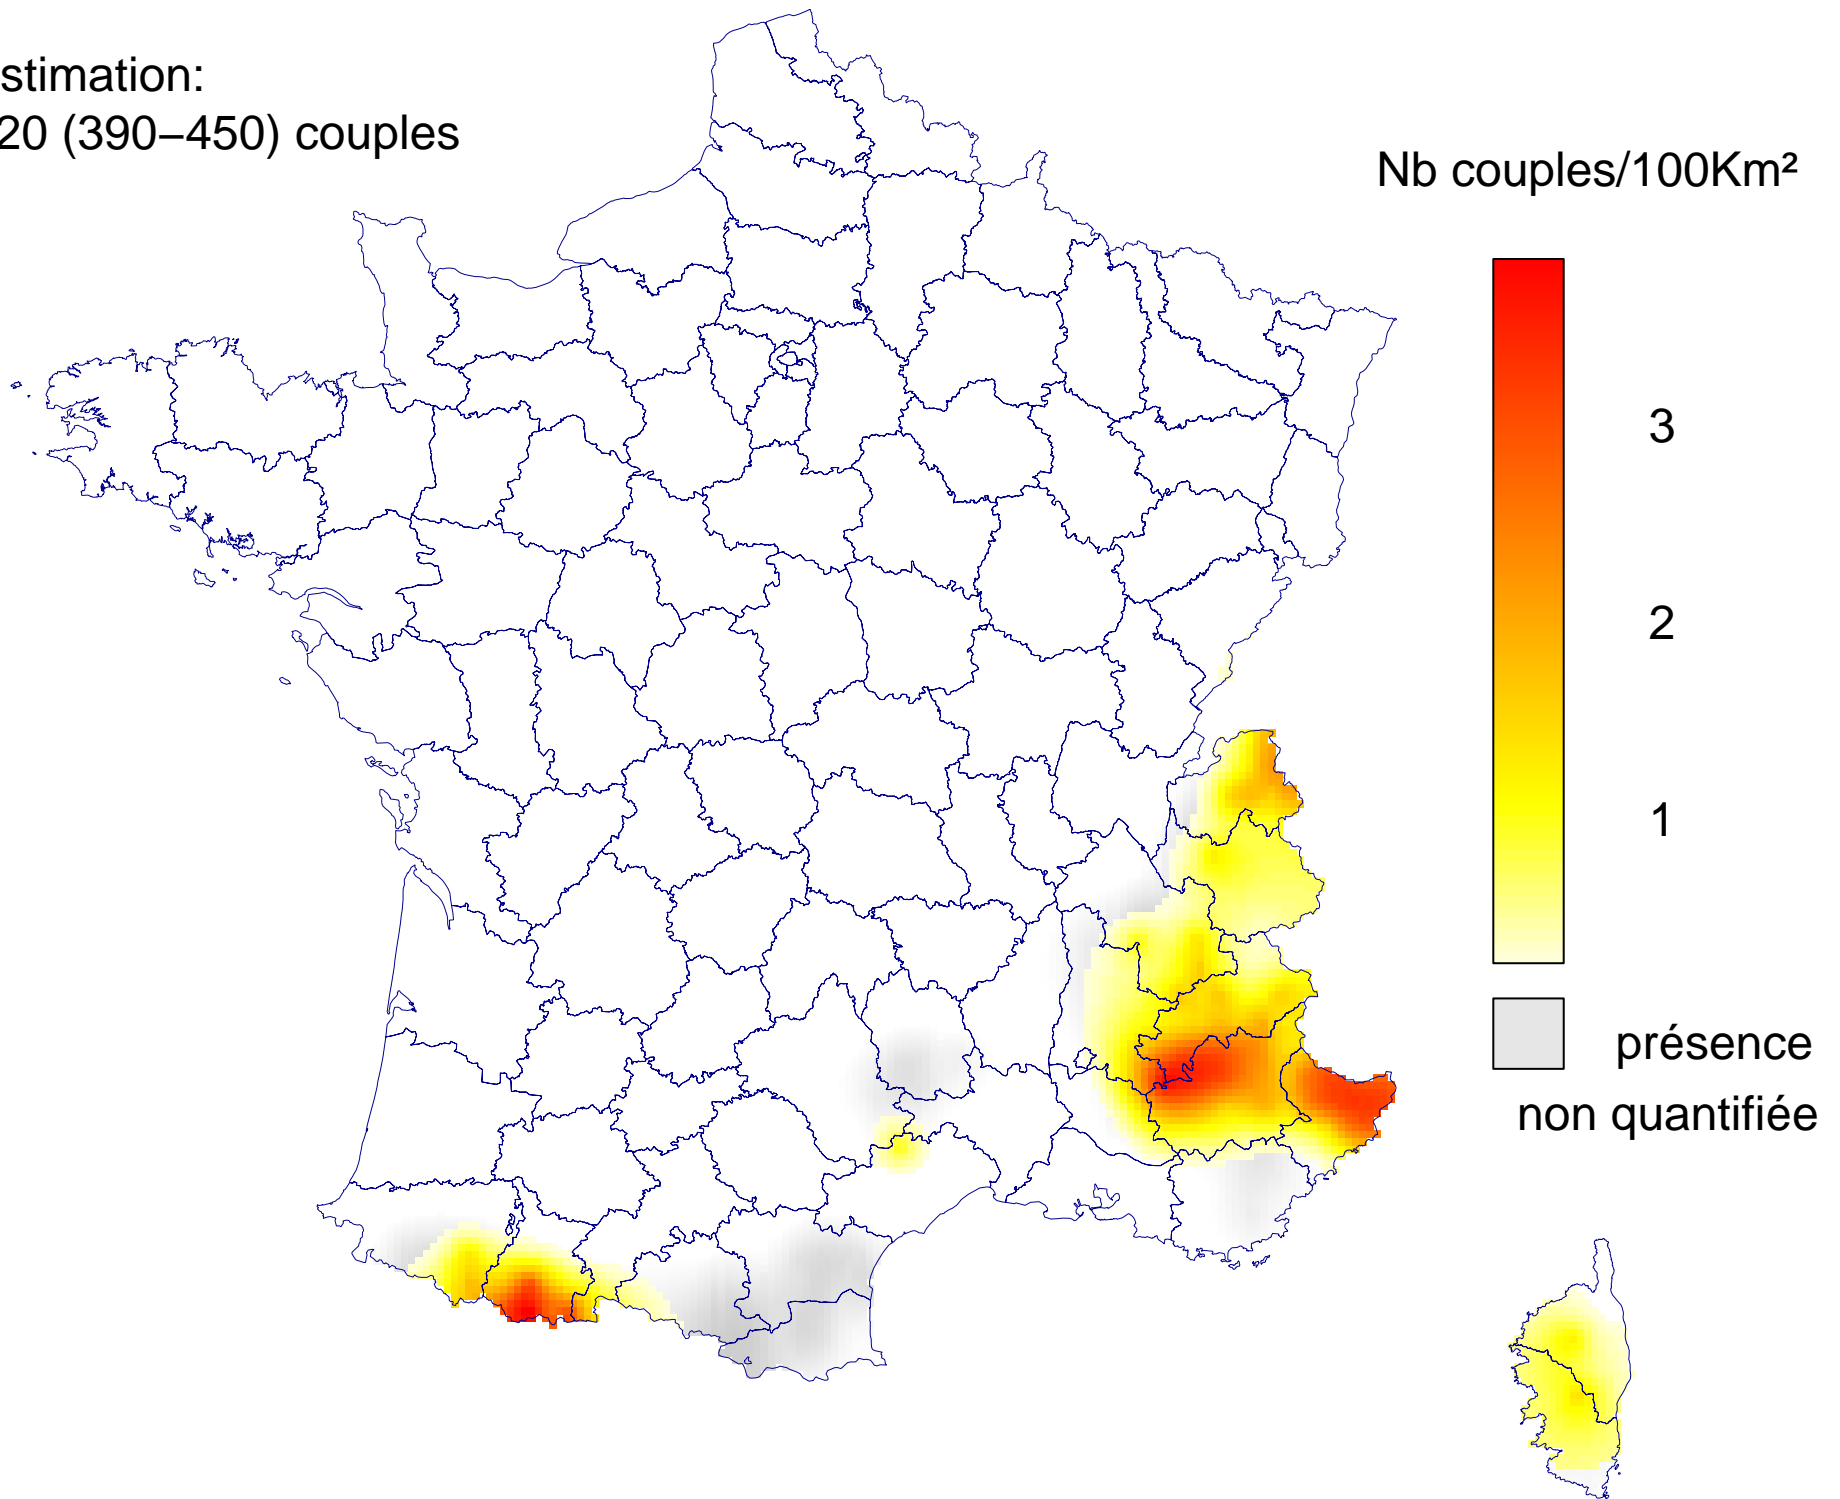 stimation:
20 (390–450) couples
Nb couples/100Km²
3
2
1
présence
non quantifiée